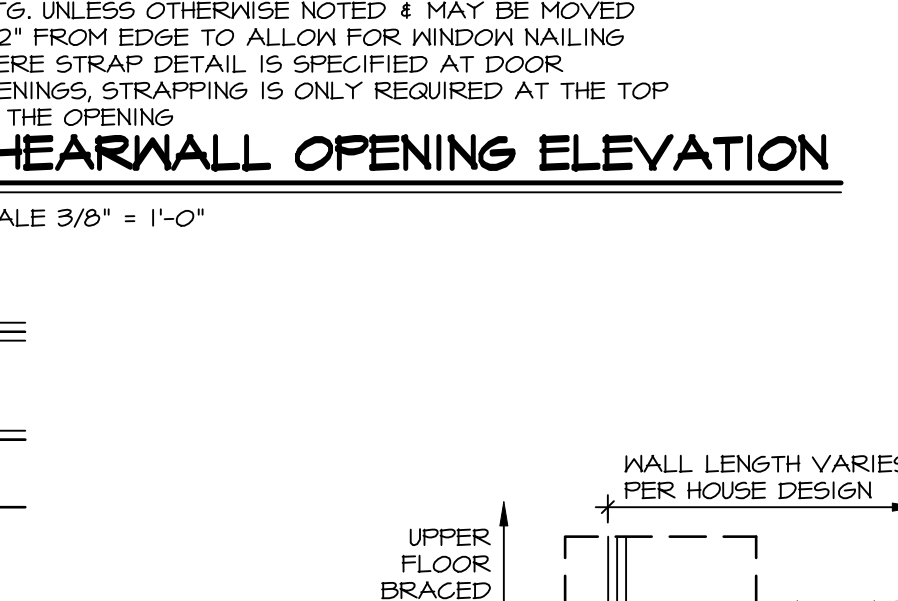 TG. UNLESS OTHERWISE NOTED & MAY BE MOVED
2" FROM EDGE TO ALLOW FOR WINDOW NAILING
ERE STRAP DETAIL IS SPECIFIED AT DOOR
ENINGS, STRAPPING IS ONLY REQUIRED AT THE TOP
THE OPENING
HEARWALL OPENING ELEVATION
ALE 3/8" = 1'-0"
WALL LENGTH VARIES
PER HOUSE DESIGN
UPPER
FLOOR
BRACED